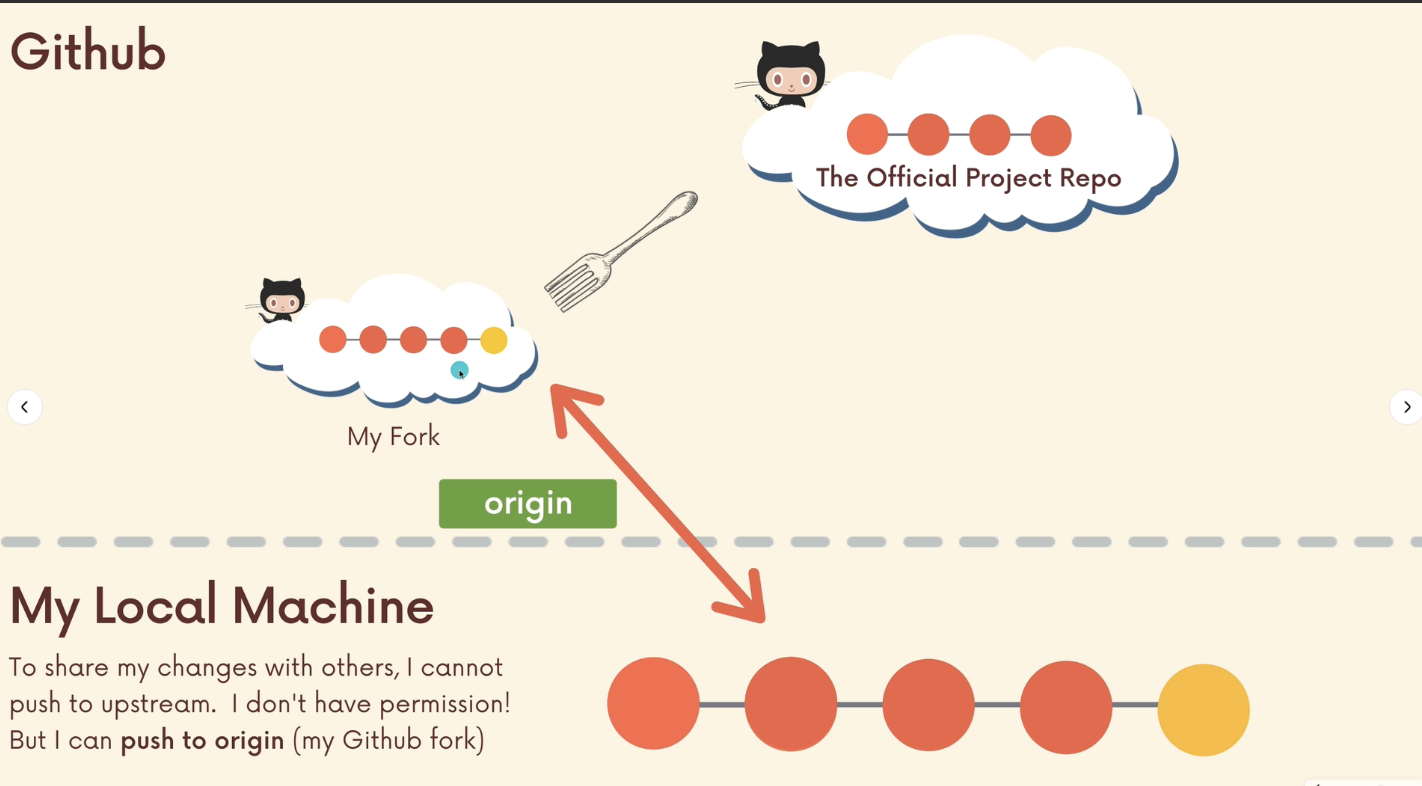 Github
The Official Project Repo
My Fork
origin
My Local Machine
To share my changes with others, I cannot
push to upstream.  I don't have permission!
But I can push to origin (my Github fork)